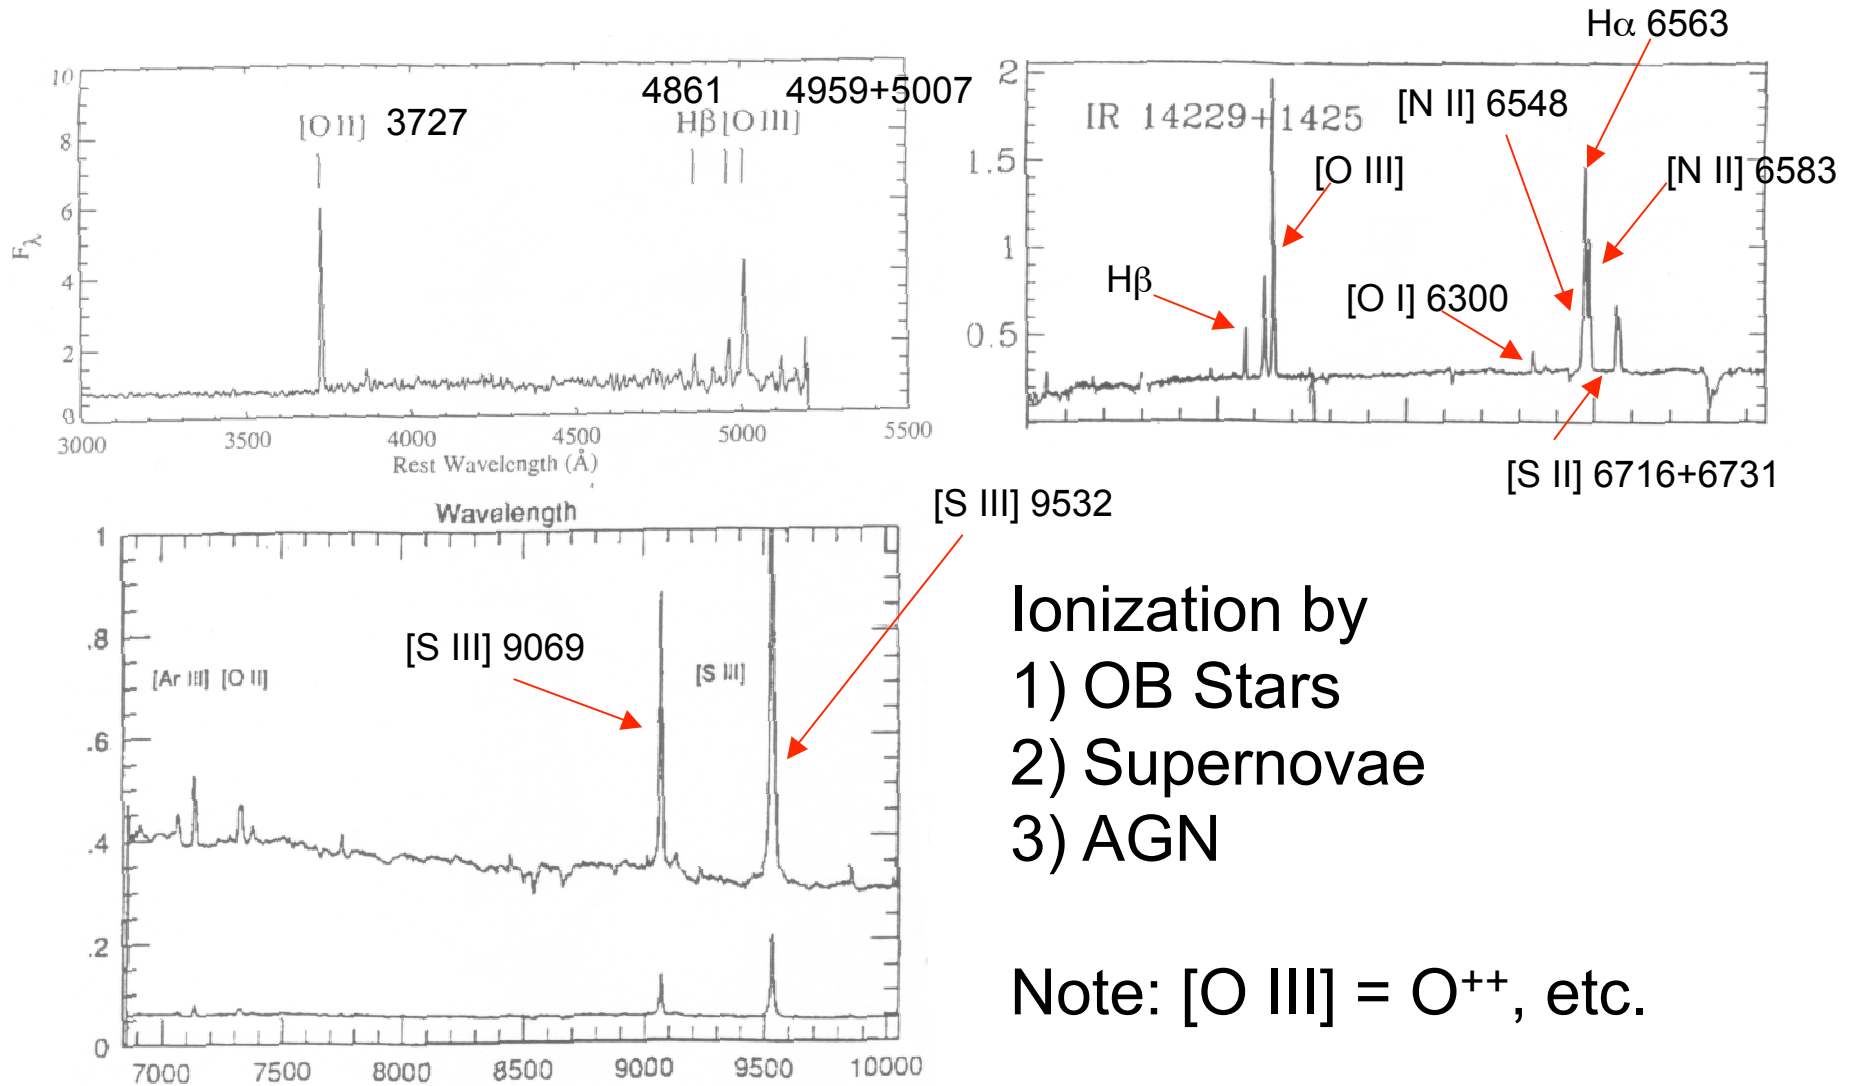 Hα 6563
10
8
6
4
2
0
Fλ
[O II] 3727
4861 4959+5007
Hβ [O III]
3000 3500 4000 4500 5000 5500
Rest Wavelength (Å)
2
1.5
1
0.5
IR 14229+1425
[N II] 6548
[O III]
[N II] 6583
Hβ
[O I] 6300
[S II] 6716+6731
Wavelength
[S III] 9532
1
.8
.6
.4
.2
0
[S III] 9069
[Ar III] [O II]
[S III]
7000 7500 8000 8500 9000 9500 10000
Ionization by
1) OB Stars
2) Supernovae
3) AGN
Note: [O III] = O⁺⁺, etc.